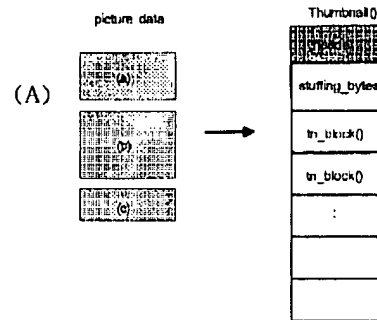 picture data
Thumbnail()
(A)
(a)
stuffing_bytes
(b)
tn_block()
tn_block()
(c)
: